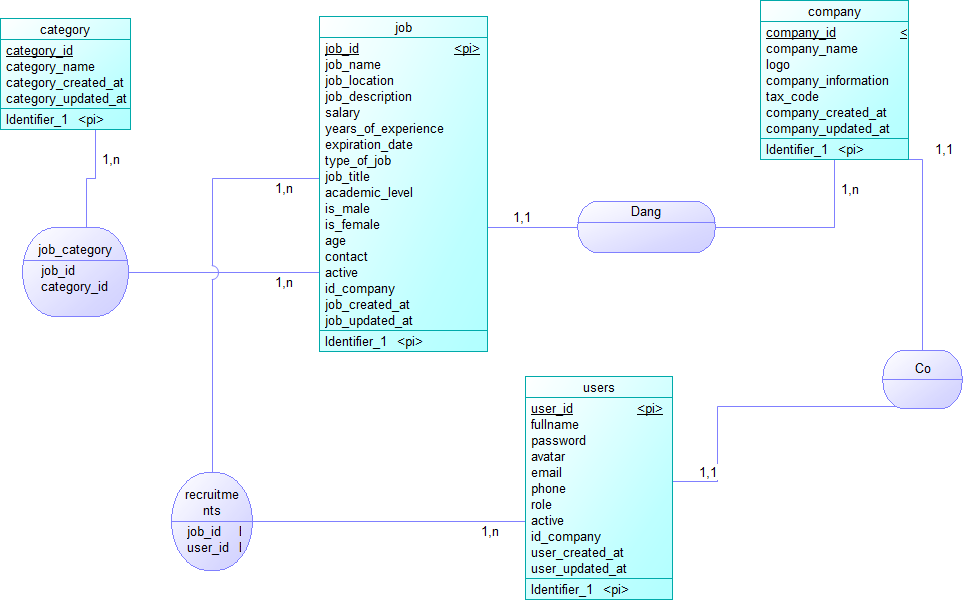 category
category_id
category_name
category_created_at
category_updated_at
Identifier_1 <pi>
1,n
job_category
job_id
category_id
job
job_id <pi>
job_name
job_location
job_description
salary
years_of_experience
expiration_date
type_of_job
job_title
academic_level
is_male
is_female
age
contact
active
id_company
job_created_at
job_updated_at
Identifier_1 <pi>
1,n
1,n
1,1
Dang
1,n
company
company_id <
company_name
logo
company_information
tax_code
company_created_at
company_updated_at
Identifier_1 <pi>
1,1
Co
1,1
users
user_id <pi>
fullname
password
avatar
email
phone
role
active
id_company
user_created_at
user_updated_at
Identifier_1 <pi>
1,n
recruitme
nts
job_id I
user_id I